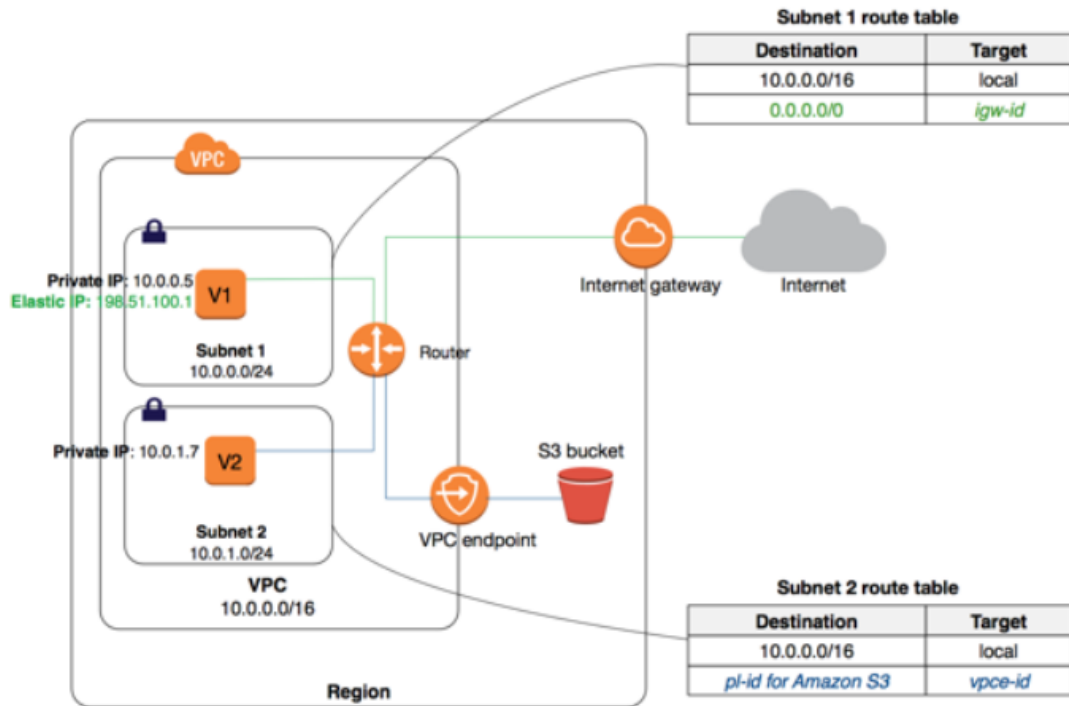 Subnet 1 route table
Destination Target
10.0.0.0/16 local
0.0.0.0/0 igw-id
VPC
Private IP: 10.0.0.5
Elastic IP: 198.51.100.1
V1
Subnet 1
10.0.0.0/24
Router
Internet gateway
Internet
Private IP: 10.0.1.7
V2
Subnet 2
10.0.1.0/24
S3 bucket
VPC endpoint
VPC
10.0.0.0/16
Region
Subnet 2 route table
Destination Target
10.0.0.0/16 local
pl-id for Amazon S3 vpce-id